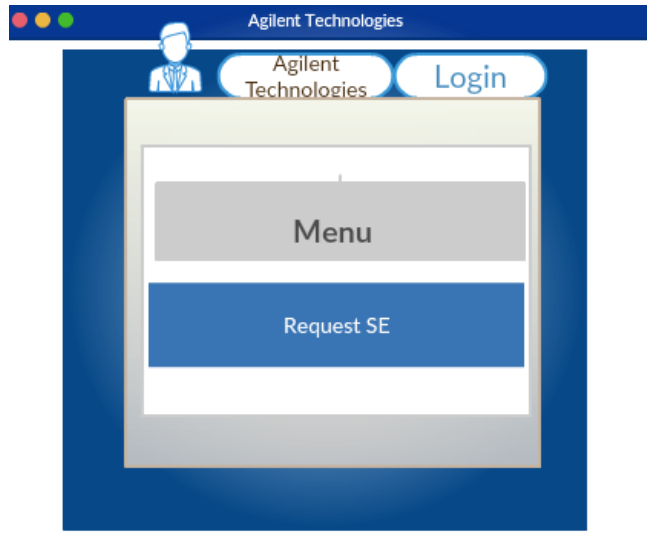 Agilent Technologies
Agilent
Technologies
Login
Menu
Request SE